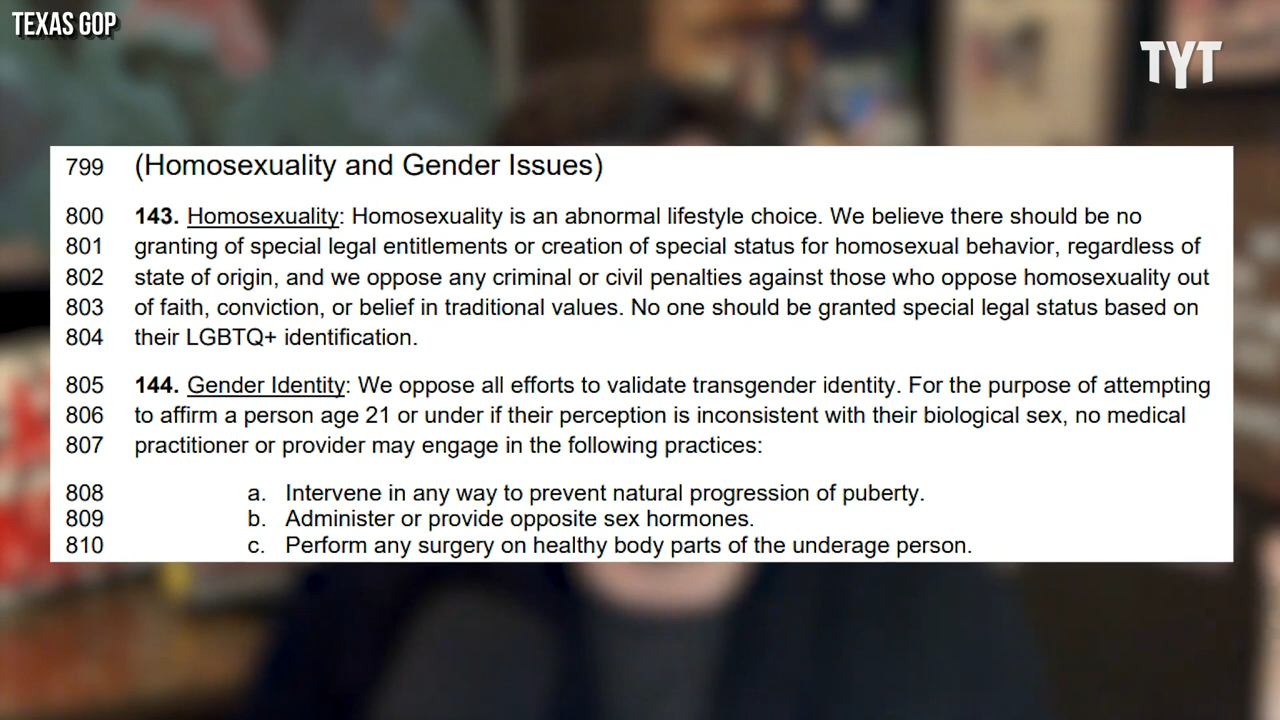 TEXAS GOP
TYT
799 (Homosexuality and Gender Issues)
800 143. Homosexuality: Homosexuality is an abnormal lifestyle choice. We believe there should be no
801 granting of special legal entitlements or creation of special status for homosexual behavior, regardless of
802 state of origin, and we oppose any criminal or civil penalties against those who oppose homosexuality out
803 of faith, conviction, or belief in traditional values. No one should be granted special legal status based on
804 their LGBTQ+ identification.
805 144. Gender Identity: We oppose all efforts to validate transgender identity. For the purpose of attempting
806 to affirm a person age 21 or under if their perception is inconsistent with their biological sex, no medical
807 practitioner or provider may engage in the following practices:
808 a. Intervene in any way to prevent natural progression of puberty.
809 b. Administer or provide opposite sex hormones.
810 c. Perform any surgery on healthy body parts of the underage person.